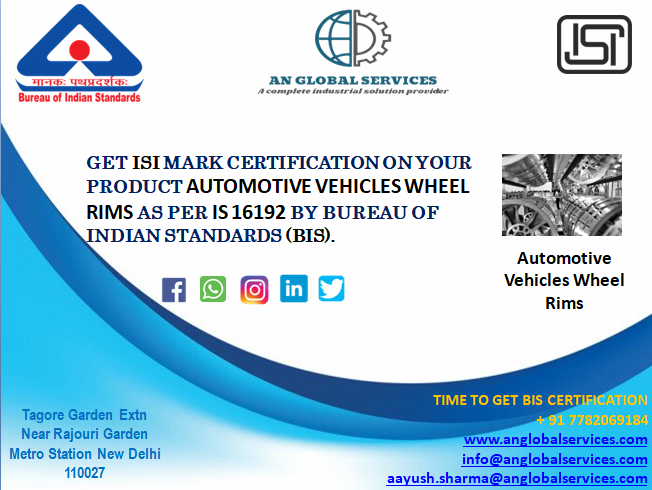 मानक: पथप्रदर्शक:
Bureau of Indian Standards
AN GLOBAL SERVICES
A complete industrial solution provider
ISI
GET ISI MARK CERTIFICATION ON YOUR
PRODUCT AUTOMOTIVE VEHICLES WHEEL
RIMS AS PER IS 16192 BY BUREAU OF
INDIAN STANDARDS (BIS).
Automotive
Vehicles Wheel
Rims
Tagore Garden Extn
Near Rajouri Garden
Metro Station New Delhi
110027
TIME TO GET BIS CERTIFICATION
+ 91 7782069184
www.anglobalservices.com
info@anglobalservices.com
aayush.sharma@anglobalservices.com